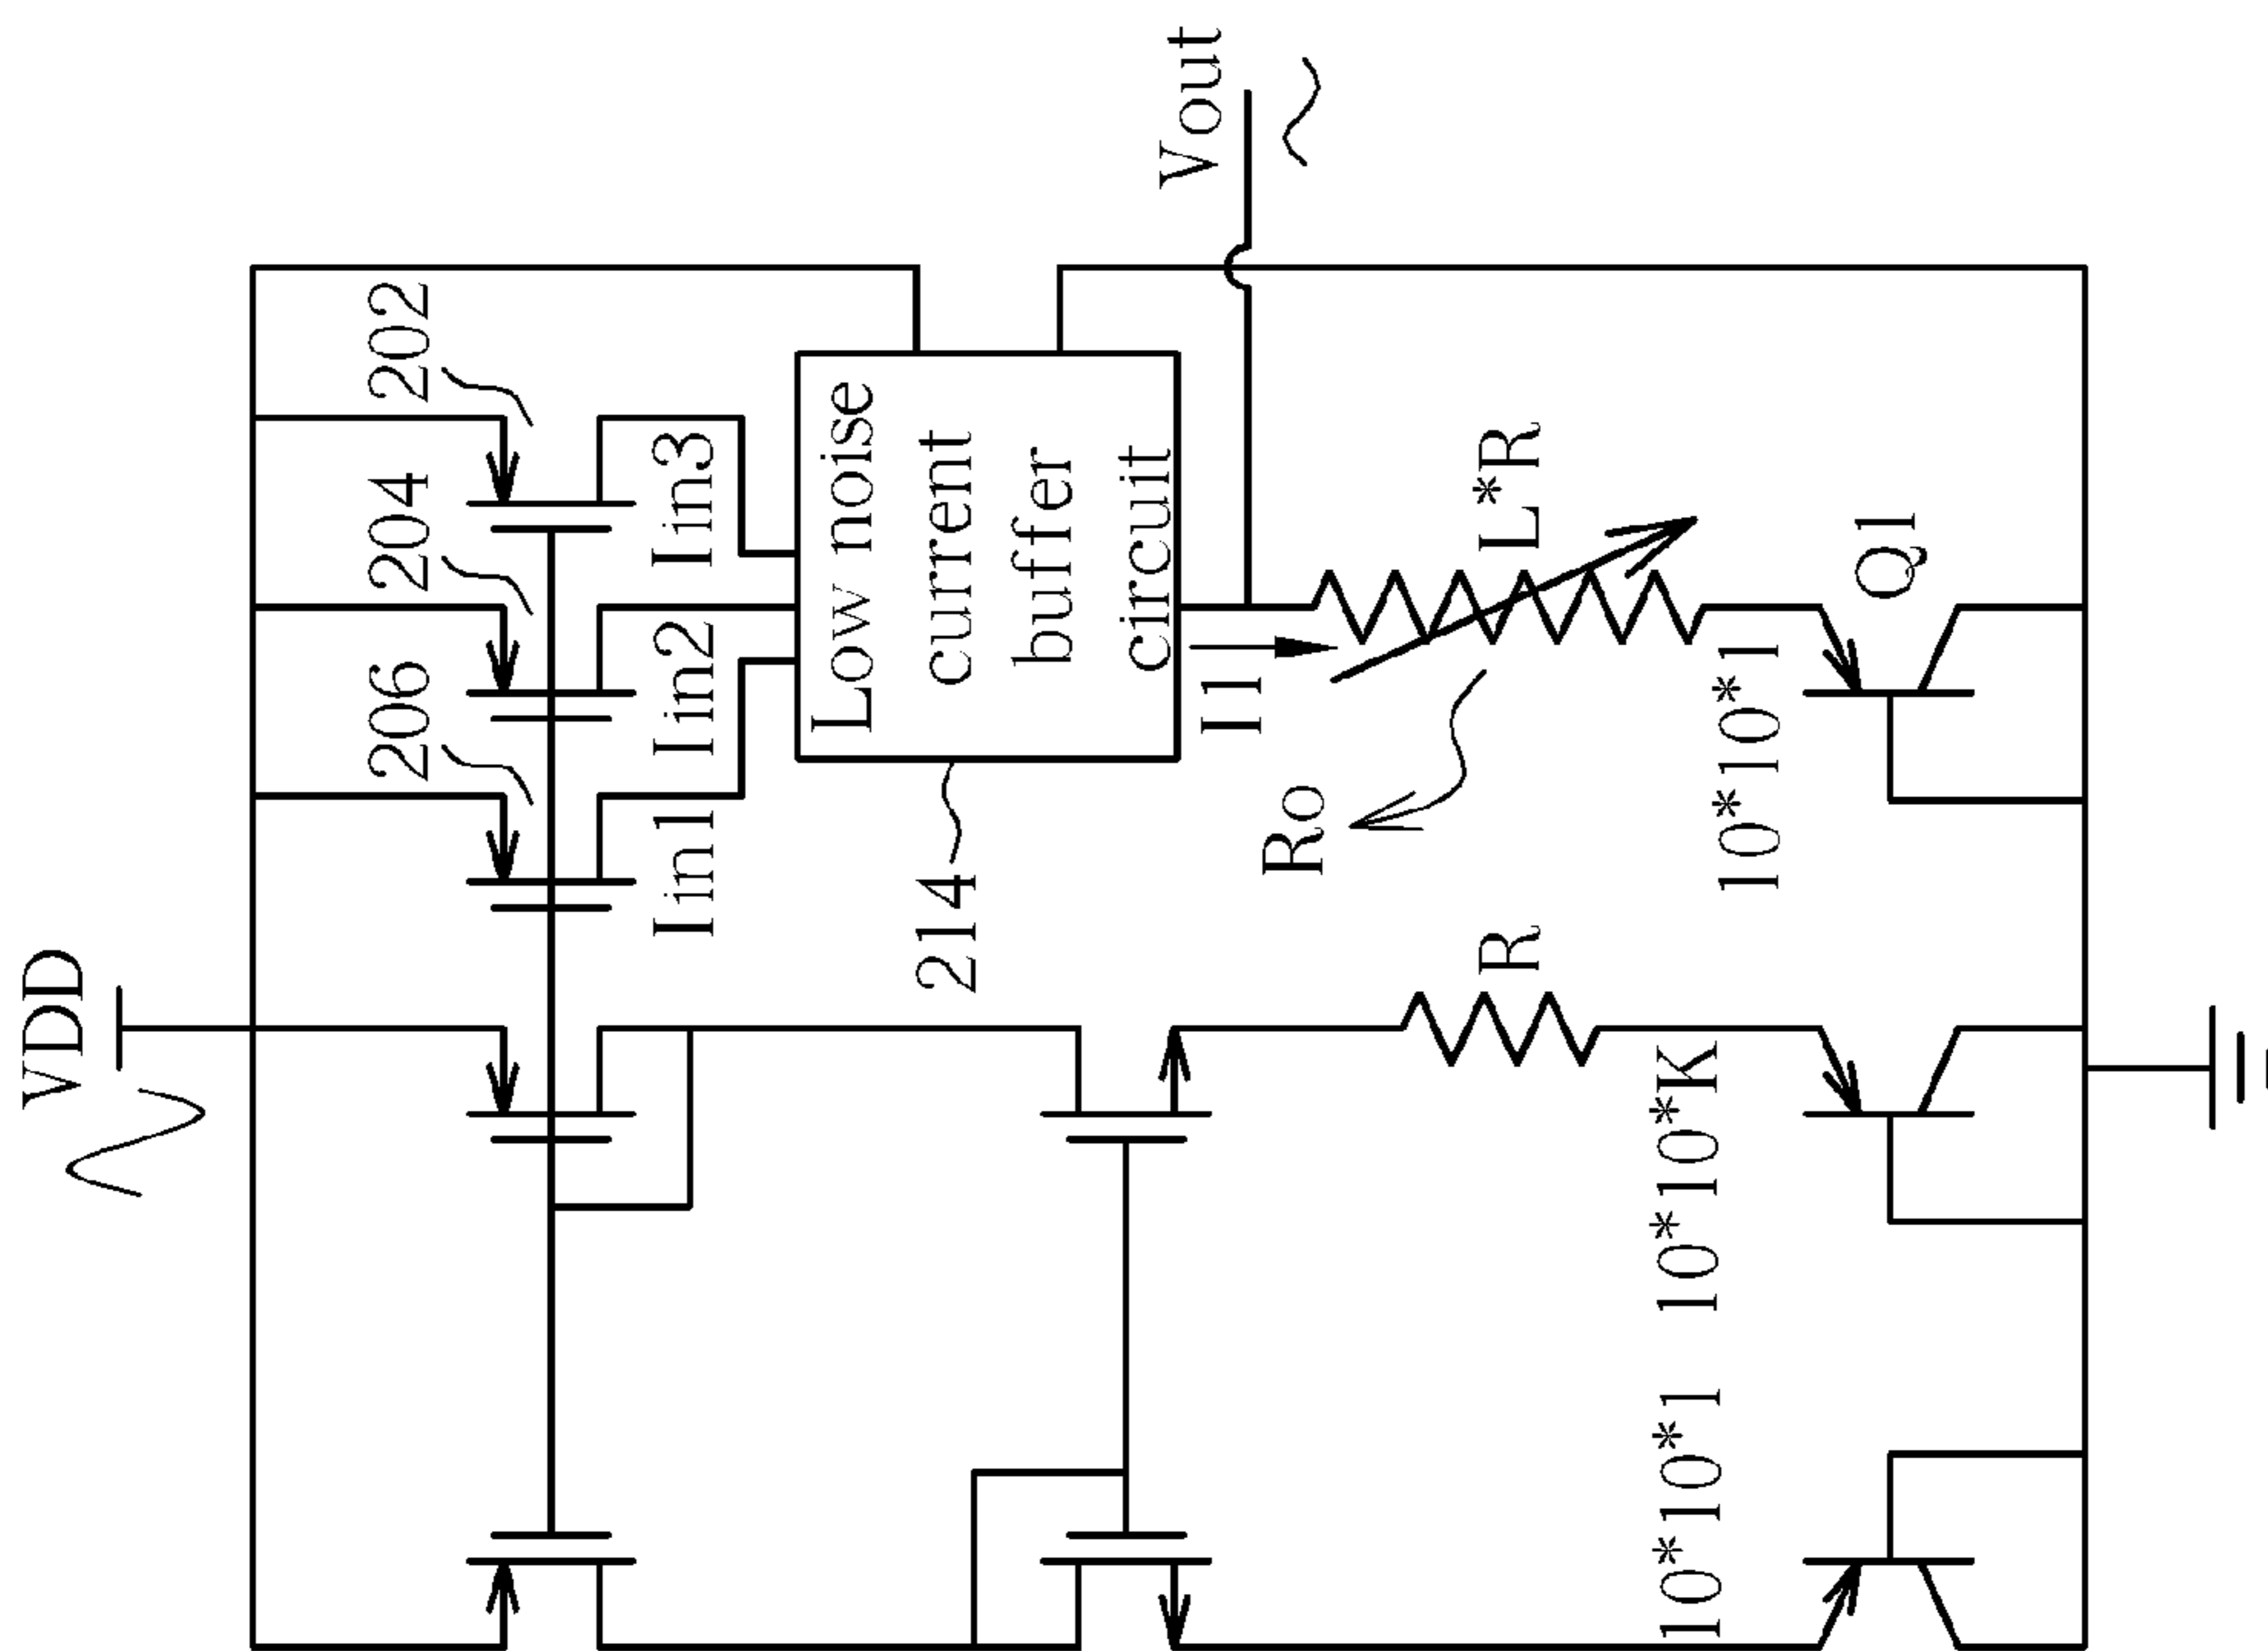 VDD
206
204
202
Iin1
Iin2
Iin3
214
Low noise
current
buffer
circuit
Vout
I1
Ro
R
L*R
10*10*1
10*10*K
10*10*1
Q1